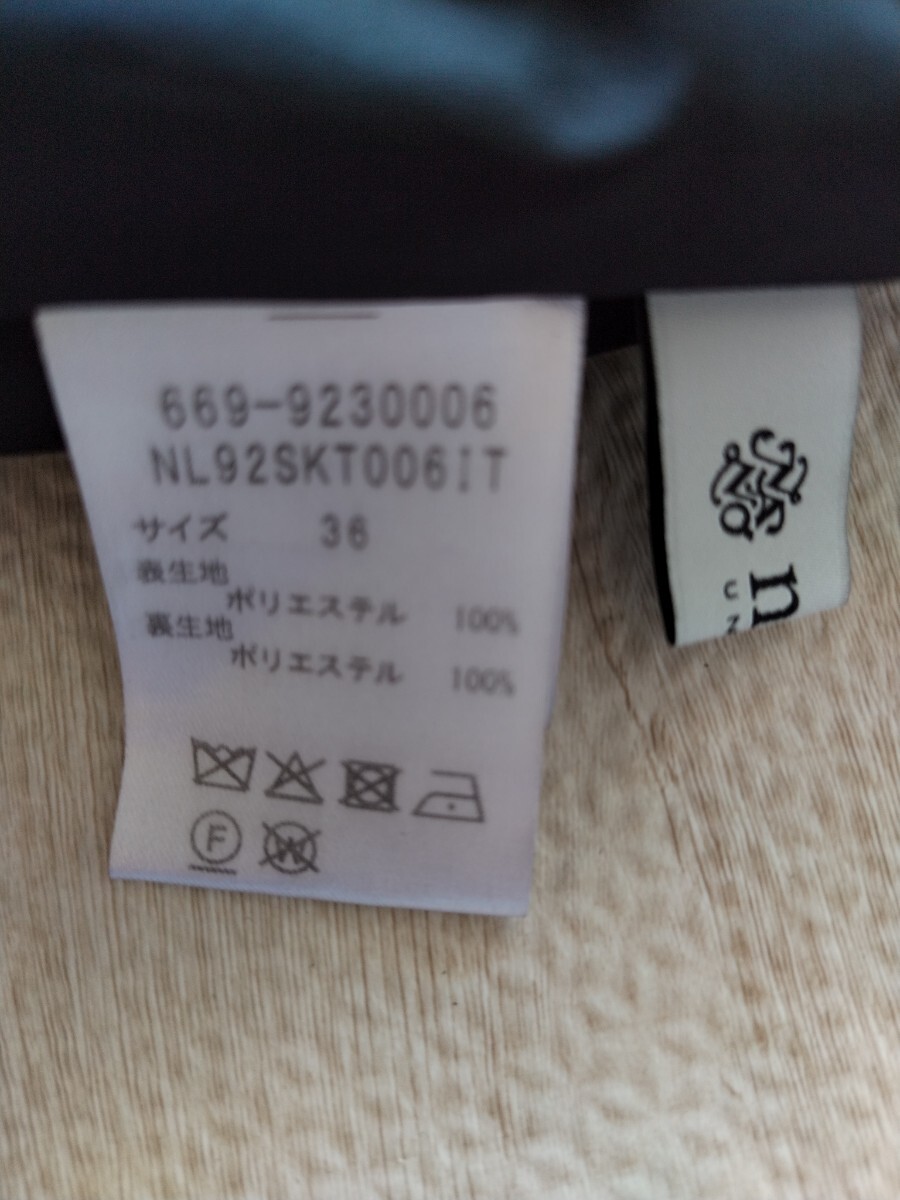 669-9230006
NL92SKT006IT
サイズ 36
表生地
ポリエステル 100%
裏生地
ポリエステル 100%
F
W
n
UN